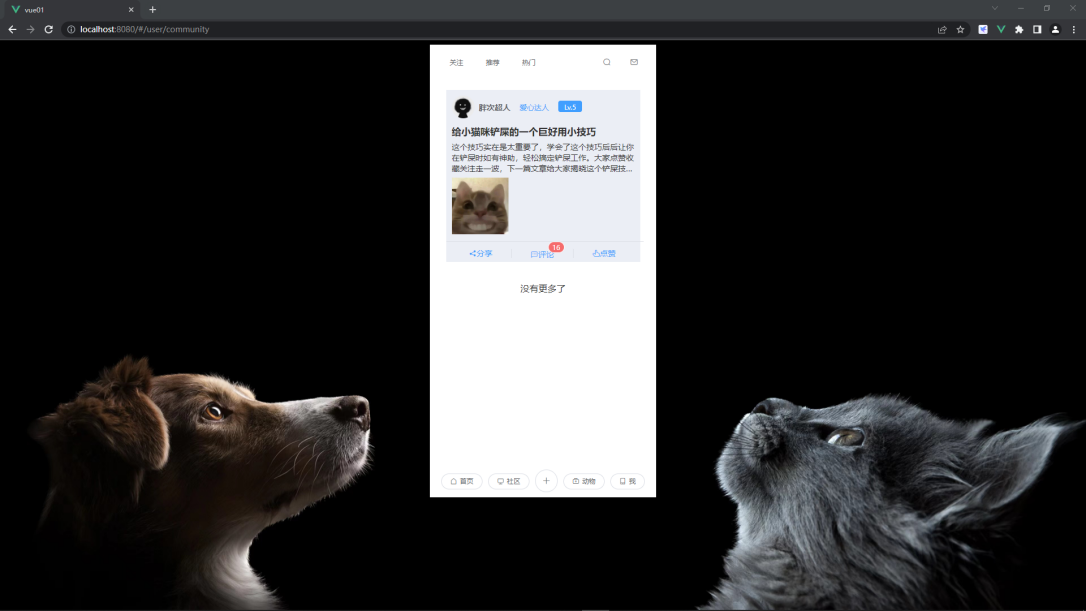 vue01
localhost:8080/#/user/community
关注 推荐 热门
群次超人 爱心达人 Lv.5
给小猫咪铲屎的一个巨好用小技巧
这个技巧实在是太重要了，学会了这个技巧后后让你
在铲屎时如有神助，轻松搞定铲屎工作。大家点赞收
藏关注走一波，下一篇文章给大家揭晓这个铲屎技...
分享 评论 16 点赞
没有更多了
首页 社区 + 动物 我